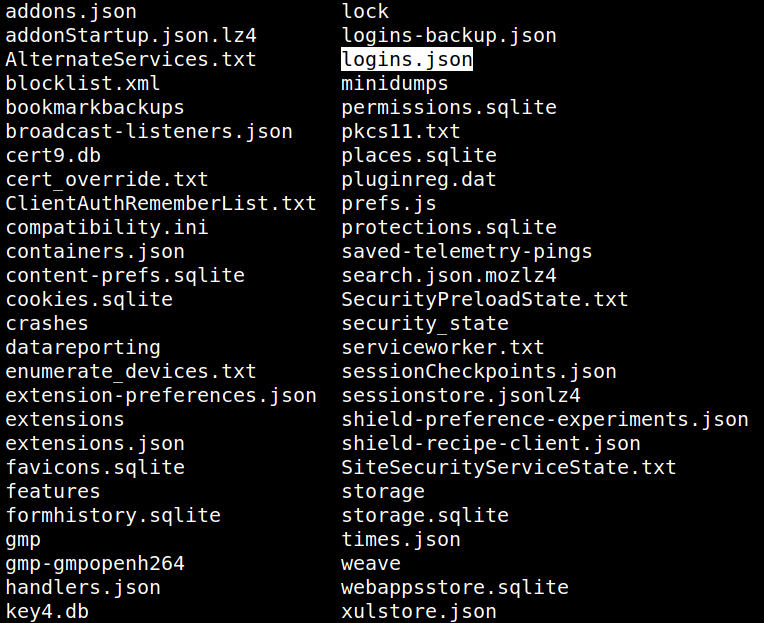 addons.json lock
addonStartup.json.lz4 logins-backup.json
AlternateServices.txt logins.json
blocklist.xml minidumps
bookmarkbackups permissions.sqlite
broadcast-listeners.json pkcs11.txt
cert9.db places.sqlite
cert_override.txt pluginreg.dat
ClientAuthRememberList.txt prefs.js
compatibility.ini protections.sqlite
containers.json saved-telemetry-pings
content-prefs.sqlite search.json.mozlz4
cookies.sqlite SecurityPreloadState.txt
crashes security_state
datareporting serviceworker.txt
enumerate_devices.txt sessionCheckpoints.json
extension-preferences.json sessionstore.jsonlz4
extensions shield-preference-experiments.json
extensions.json shield-recipe-client.json
favicons.sqlite SiteSecurityServiceState.txt
features storage
formhistory.sqlite storage.sqlite
gmp times.json
gmp-gmpopenh264 weave
handlers.json webappsstore.sqlite
key4.db xulstore.json